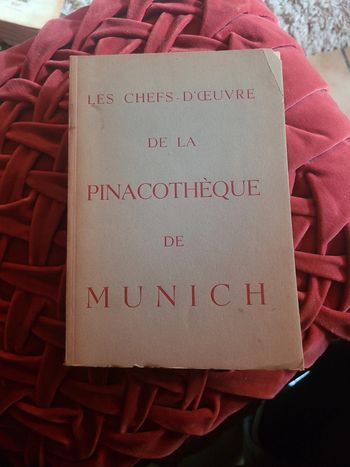 LES CHEFS-D'ŒUVRE
DE LA
PINACOTHÈQUE
DE
MUNICH